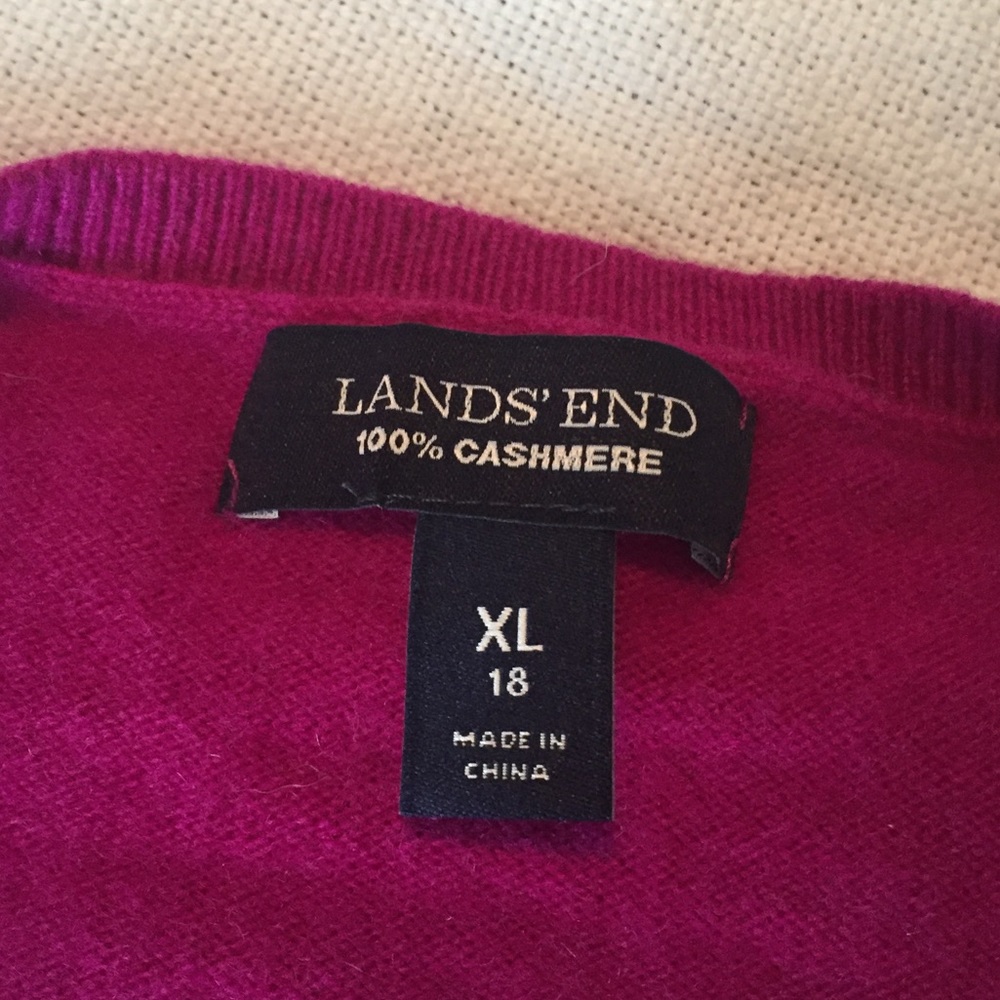 LANDS' END
100% CASHMERE
XL
18
MADE IN
CHINA